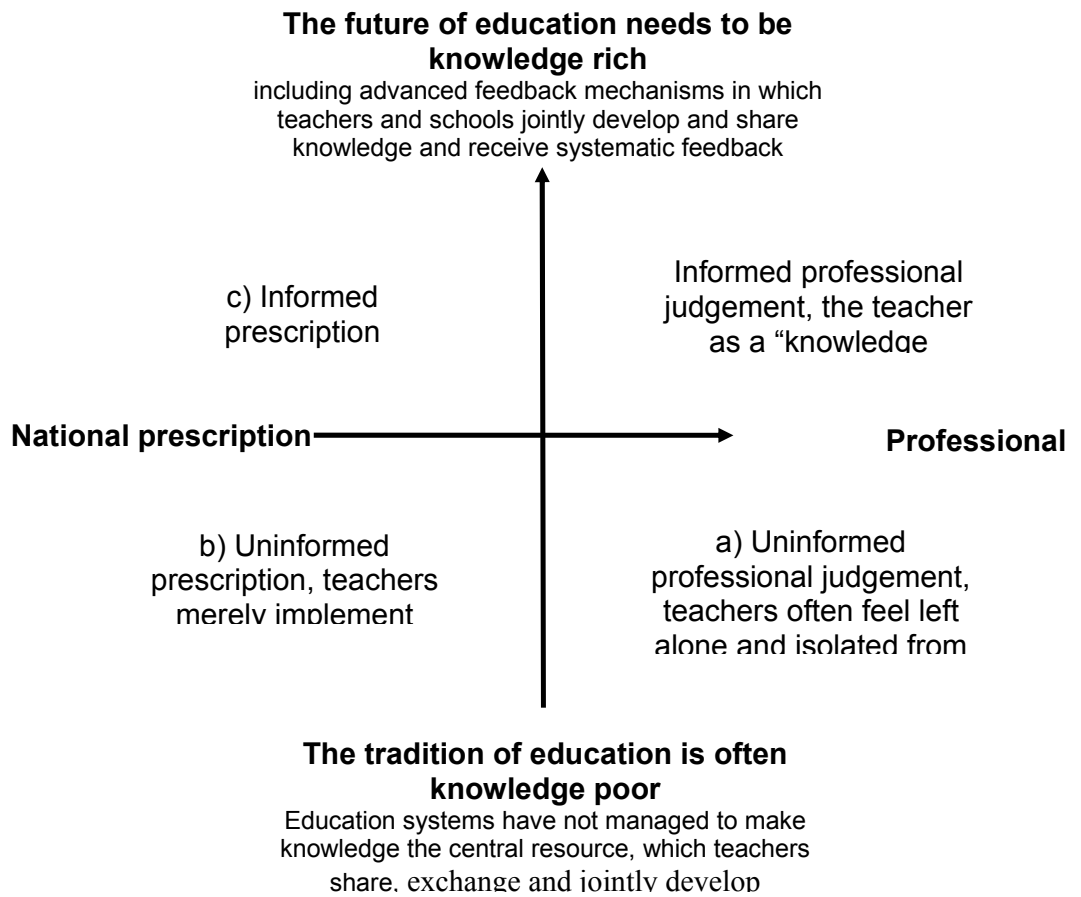 The future of education needs to be
knowledge rich
including advanced feedback mechanisms in which
teachers and schools jointly develop and share
knowledge and receive systematic feedback
c) Informed
prescription
Informed professional
judgement, the teacher
as a “knowledge
National prescription
Professional
b) Uninformed
prescription, teachers
merely implement
a) Uninformed
professional judgement,
teachers often feel left
alone and isolated from
The tradition of education is often
knowledge poor
Education systems have not managed to make
knowledge the central resource, which teachers
share, exchange and jointly develop